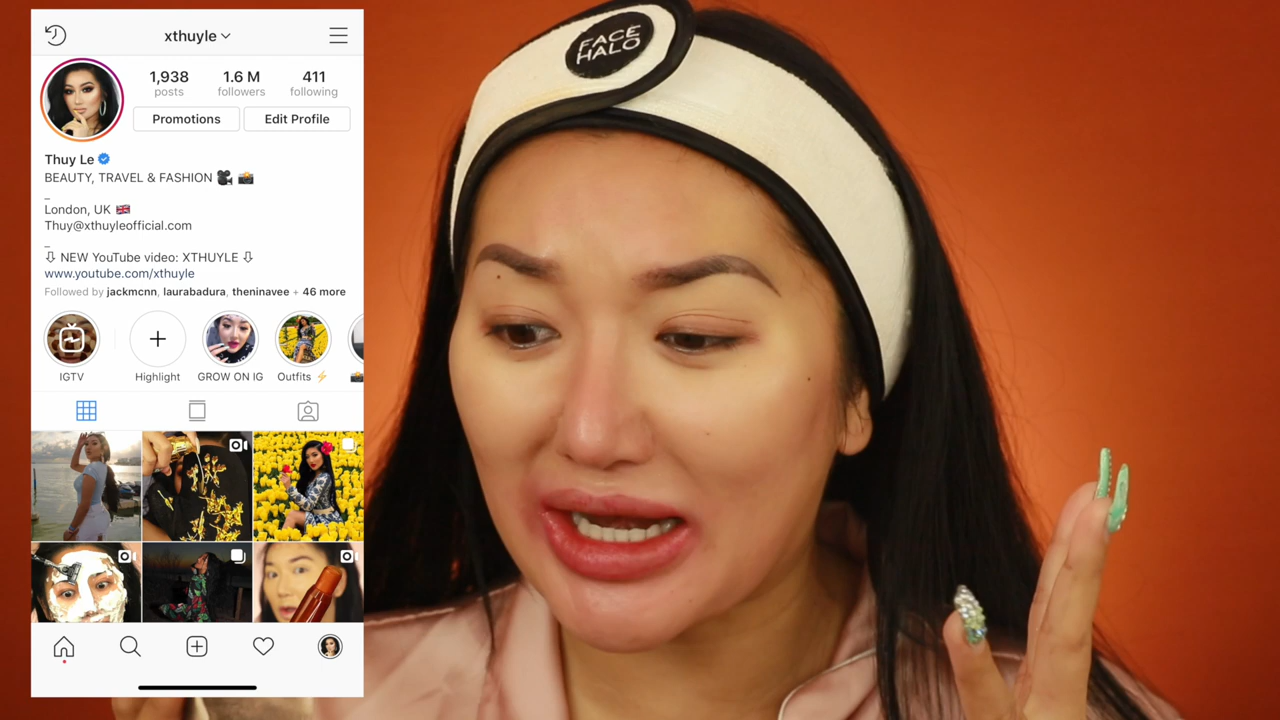 xthuyle
1,938 1.6 M 411
posts followers following
Promotions Edit Profile
Thuy Le
BEAUTY, TRAVEL & FASHION 🎥 📸
_
London, UK 🇬🇧
Thuy@xthuyleofficial.com
_
⇩ NEW YouTube video: XTHUYLE ⇩
www.youtube.com/xthuyle
Followed by jackmcnn, laurabadura, theninavee + 46 more
IGTV Highlight GROW ON IG Outfits ⚡
FACE
HALO